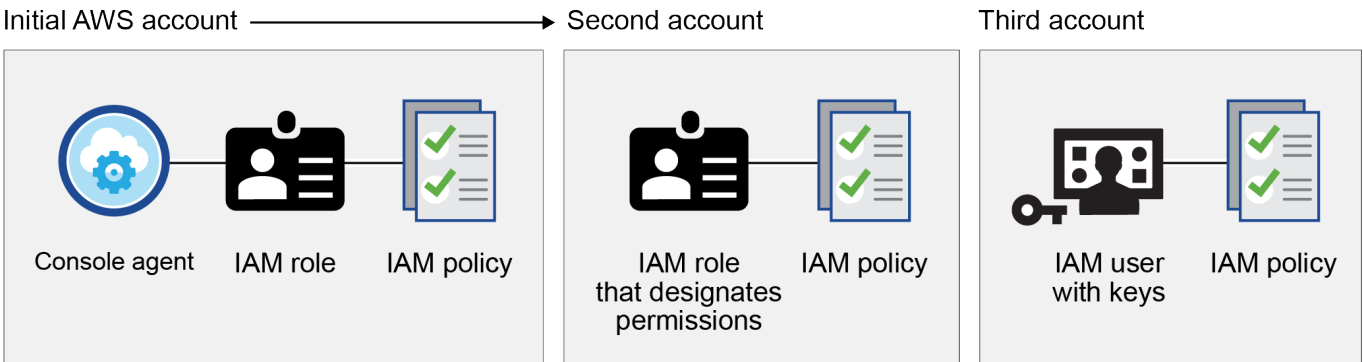 Initial AWS account
Second account
Third account
Console agent
IAM role
IAM policy
IAM role
that designates
permissions
IAM policy
IAM user
with keys
IAM policy